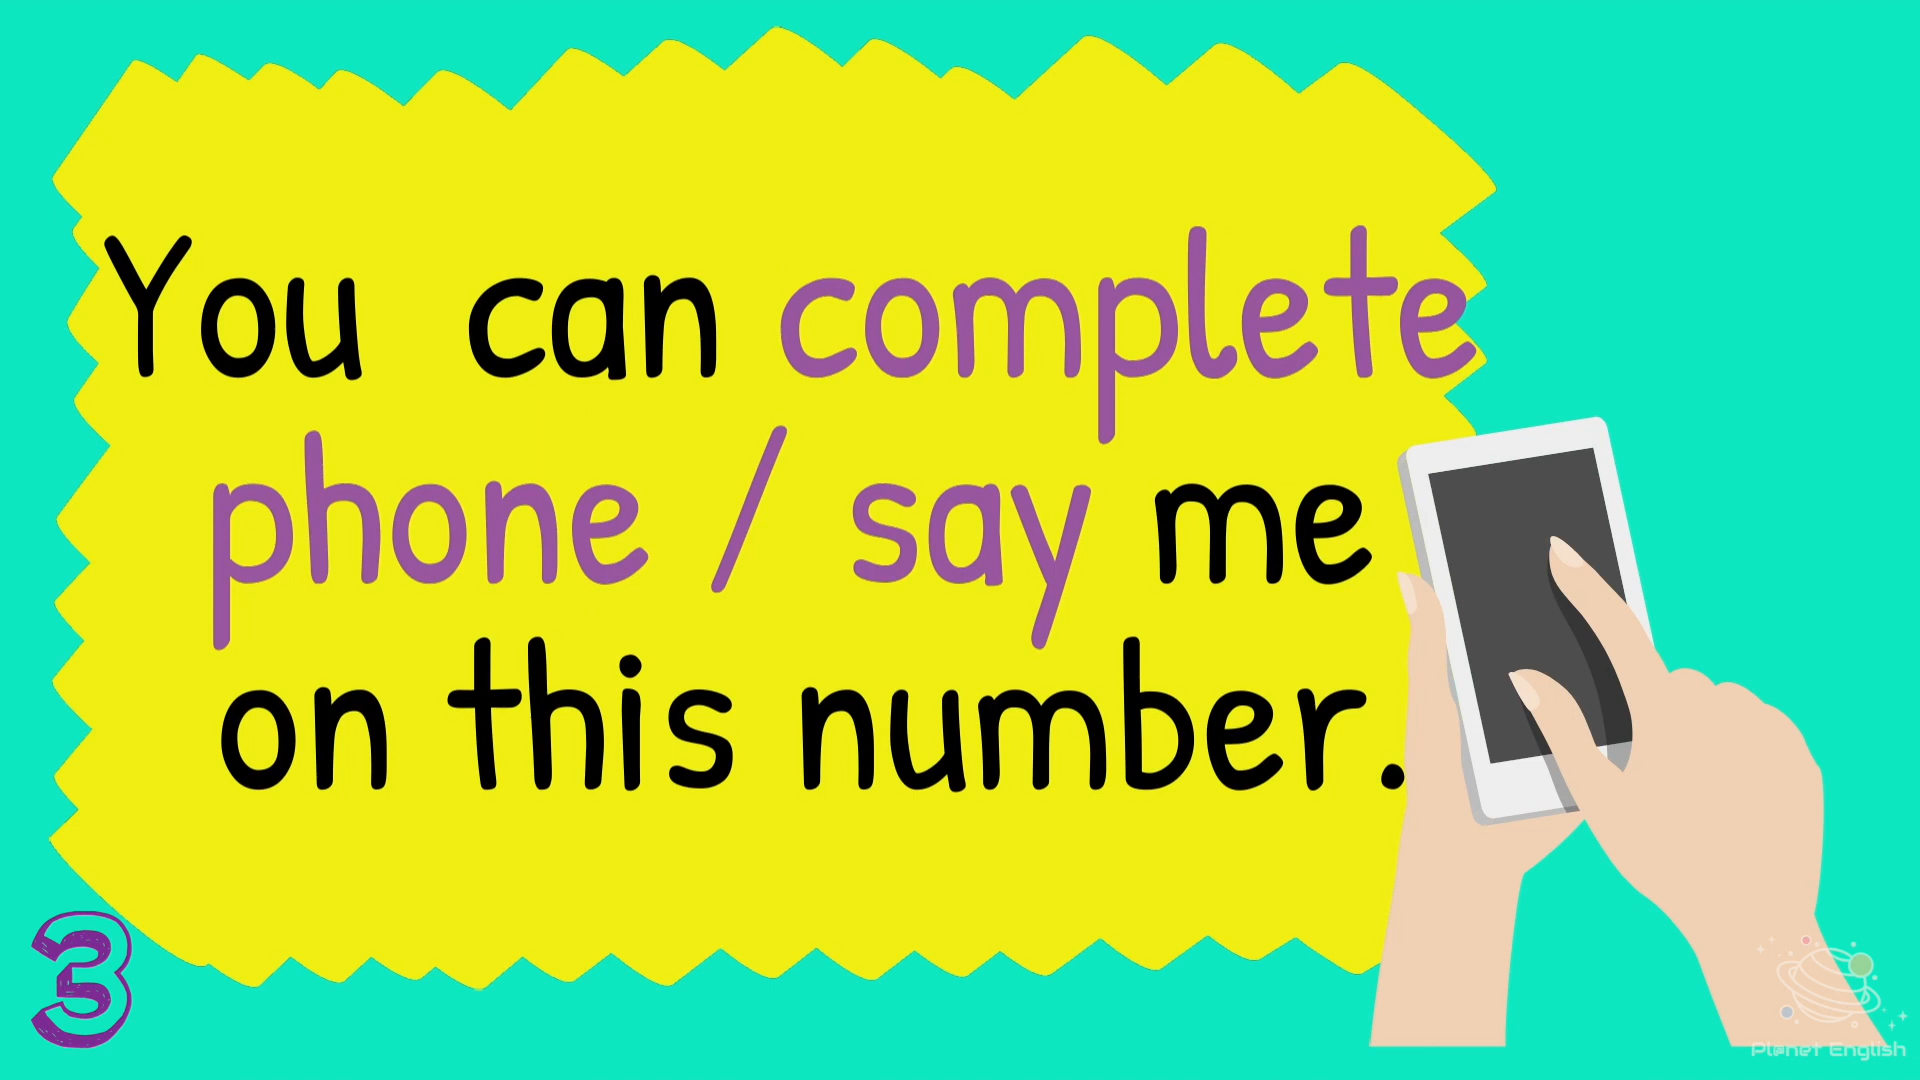 You can complete
phone / say me
on this number.
3
Planet English